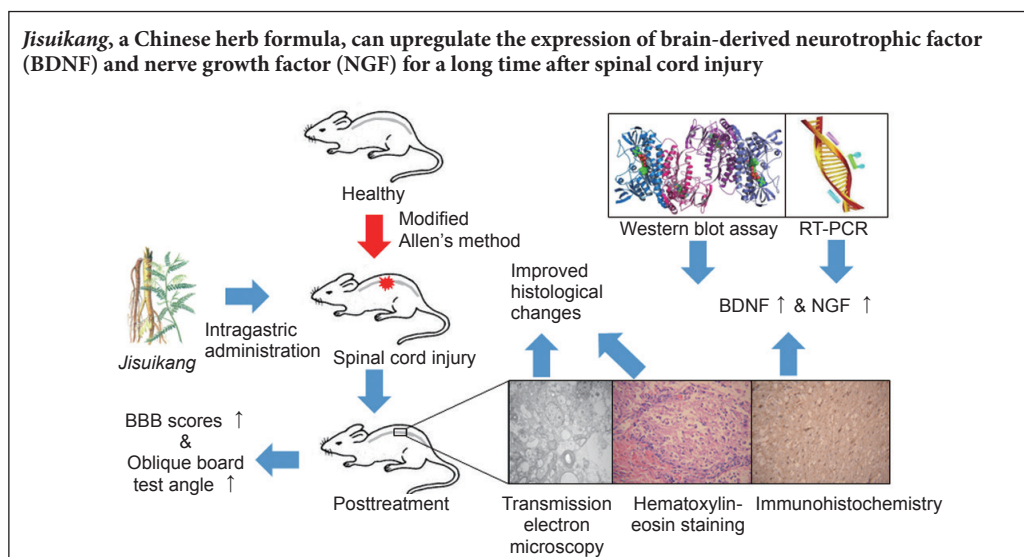 Jisuikang, a Chinese herb formula, can upregulate the expression of brain-derived neurotrophic factor
(BDNF) and nerve growth factor (NGF) for a long time after spinal cord injury
Healthy
Modified
Allen's method
Western blot assay
RT-PCR
Improved
histological
changes
BDNF ↑ & NGF ↑
Intragastric
administration
Jisuikang
Spinal cord injury
BBB scores ↑
&
Oblique board
test angle ↑
Posttreatment
Transmission
electron
microscopy
Hematoxylin-
eosin staining
Immunohistochemistry